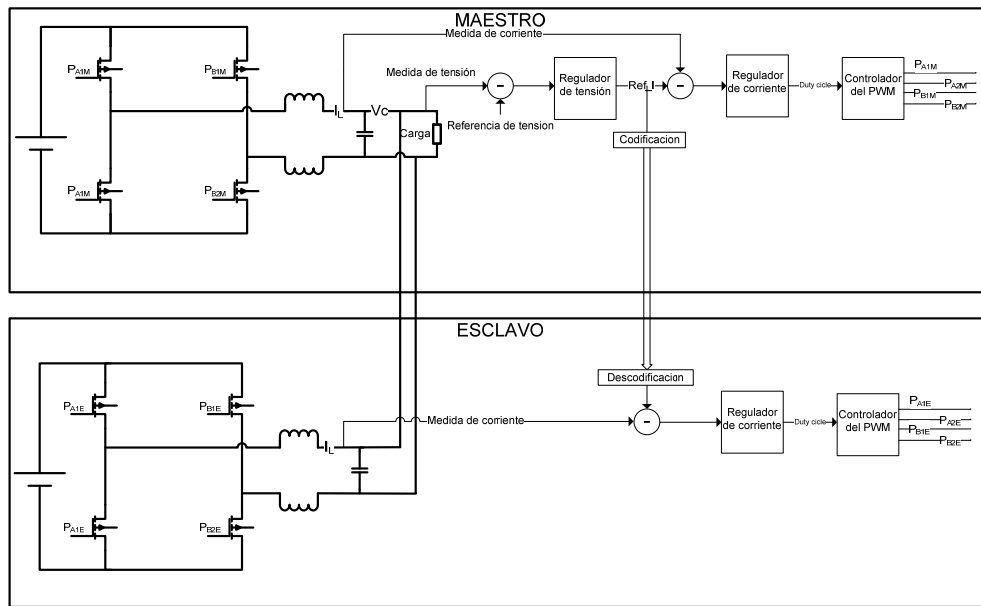 MAESTRO
Medida de corriente
PA1M
PB1M
Medida de tensión
Referencia de tension
IL
Vc
Carga
Regulador
de tensión
Ref_I
Codificacion
Regulador
de corriente
Duty cicle
Controlador
del PWM
PA1M
PA2M
PB1M
PB2M
PA1M
PB2M
ESCLAVO
Descodificacion
PA1E
PB1E
IL
Medida de corriente
Regulador
de corriente
Duty cicle
Controlador
del PWM
PA1E
PA2E
PB1E
PB2E
PA1E
PB2E